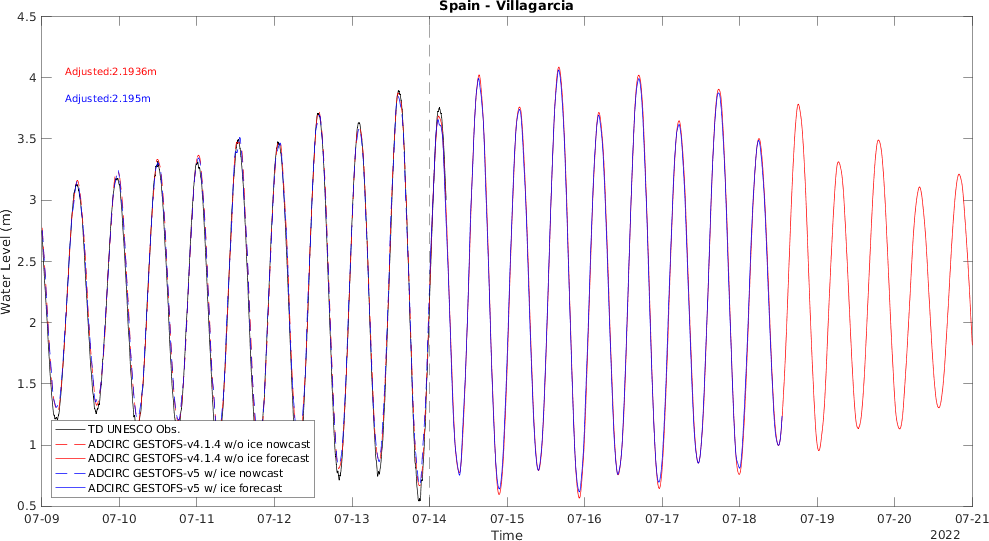 Spain - Villagarcia
4.5
4
3.5
3
2.5
2
1.5
1
0.5
Water Level (m)
Adjusted:2.1936m
Adjusted:2.195m
TD UNESCO Obs.
ADCIRC GESTOFS-v4.1.4 w/o ice nowcast
ADCIRC GESTOFS-v4.1.4 w/o ice forecast
ADCIRC GESTOFS-v5 w/ ice nowcast
ADCIRC GESTOFS-v5 w/ ice forecast
07-09 07-10 07-11 07-12 07-13 07-14 07-15 07-16 07-17 07-18 07-19 07-20 07-21
Time
2022